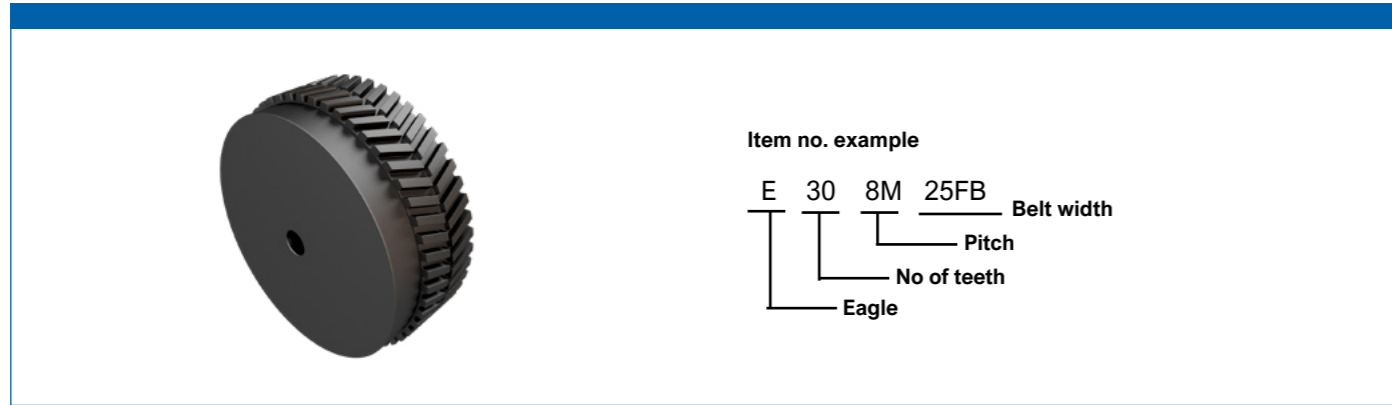 Item no. example
E 30 8M 25FB
Belt width
Pitch
No of teeth
Eagle